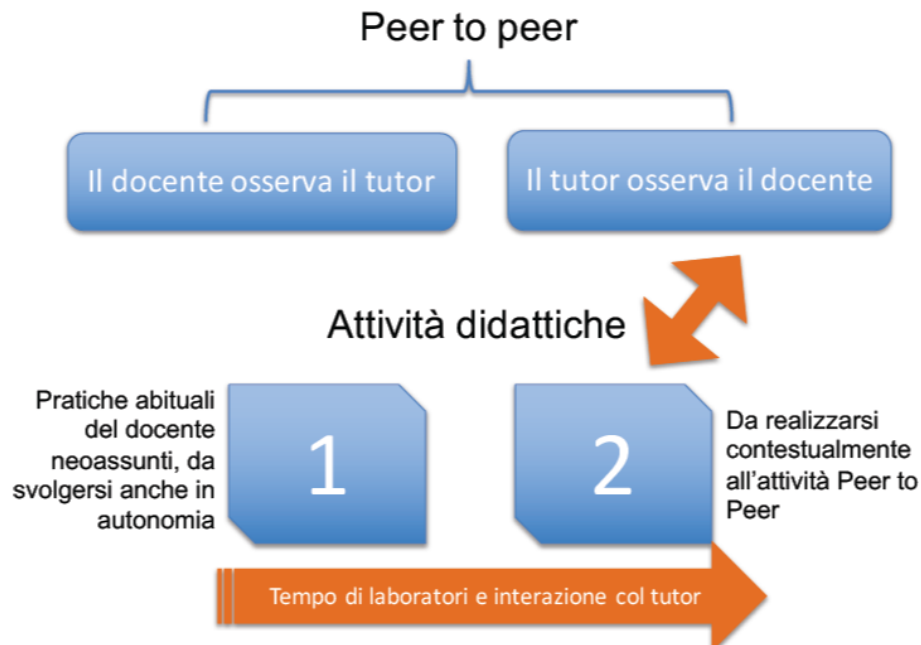 Peer to peer
Il docente osserva il tutor
Il tutor osserva il docente
Attività didattiche
Pratiche abituali
del docente
neoassunti, da
svolgersi anche in
autonomia
1
2
Da realizzarsi
contestualmente
all'attività Peer to
Peer
Tempo di laboratori e interazione col tutor